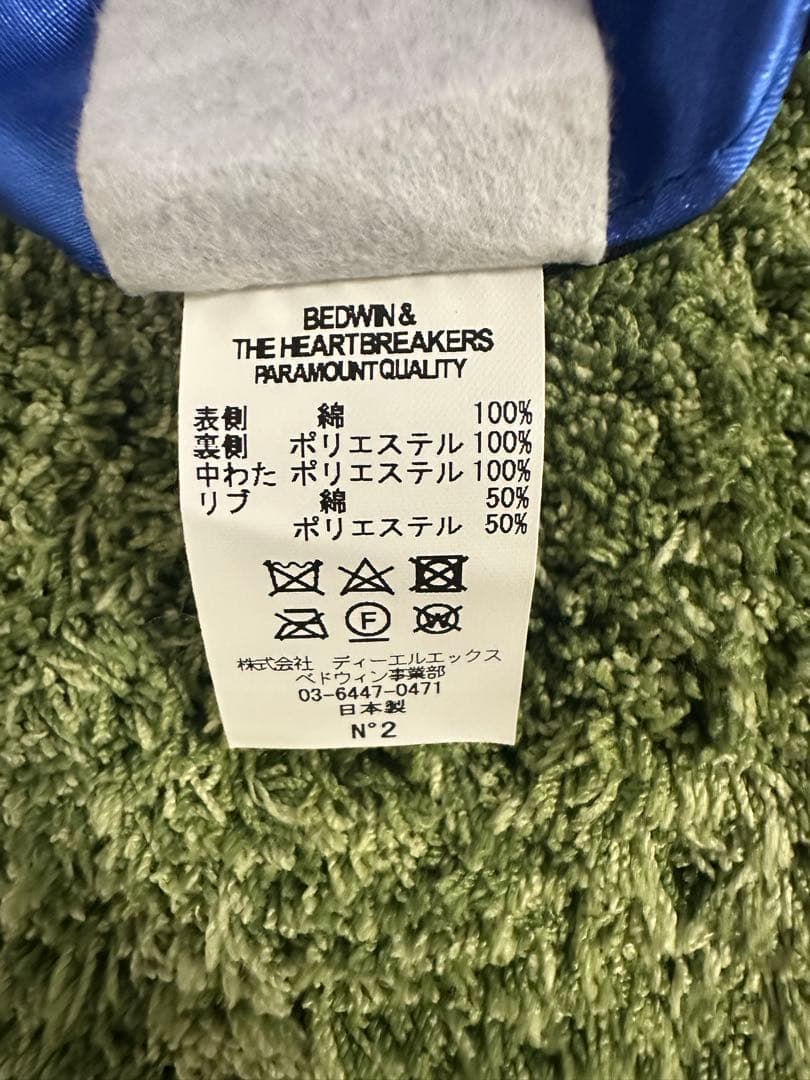 BEDWIN &
THE HEARTBREAKERS
PARAMOUNT QUALITY
表側 綿 100%
裏側 ポリエステル 100%
中わた ポリエステル 100%
リブ 綿 50%
ポリエステル 50%
F W
株式会社 ディーエルエックス
ベドウィン事業部
03-6447-0471
日本製
N°2